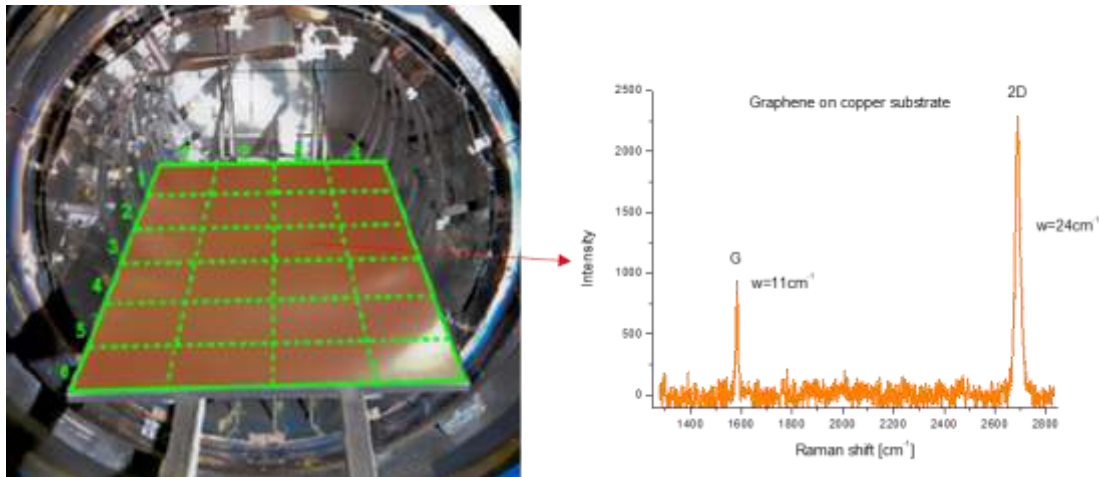 1
2
3
4
5
6
2500
2000
1500
1000
500
0
Intensity
Graphene on copper substrate
G
w=11cm⁻¹
2D
w=24cm⁻¹
1400 1600 1800 2000 2200 2400 2600 2800
Raman shift [cm⁻¹]